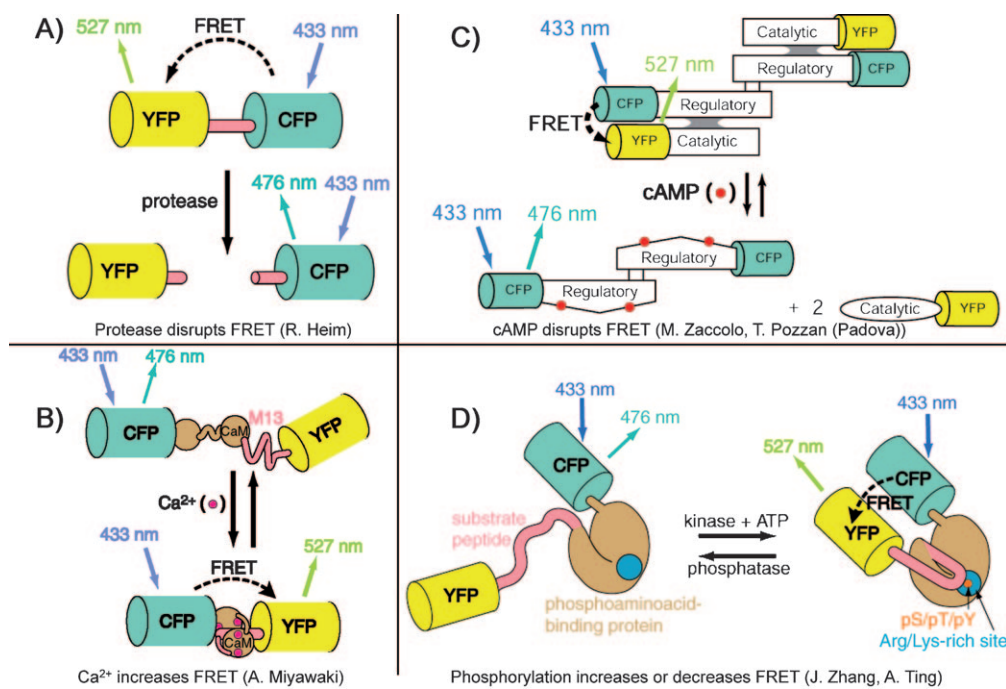 A)
527 nm
FRET
433 nm
YFP
CFP
protease
476 nm
433 nm
YFP
CFP
Protease disrupts FRET (R. Heim)
C)
433 nm
527 nm
Catalytic
YFP
Regulatory
CFP
CFP
Regulatory
FRET
YFP
Catalytic
cAMP (•)
433 nm
476 nm
Regulatory
CFP
CFP
Regulatory
+ 2
Catalytic
YFP
cAMP disrupts FRET (M. Zaccolo, T. Pozzan (Padova))
B)
433 nm
476 nm
CFP
CaM
M13
YFP
Ca²⁺ (•)
433 nm
FRET
527 nm
CFP
CaM
YFP
Ca²⁺ increases FRET (A. Miyawaki)
D)
433 nm
476 nm
CFP
substrate
peptide
YFP
phosphoaminoacid-
binding protein
kinase + ATP
phosphatase
433 nm
527 nm
CFP
FRET
YFP
pS/pT/pY
Arg/Lys-rich site
Phosphorylation increases or decreases FRET (J. Zhang, A. Ting)